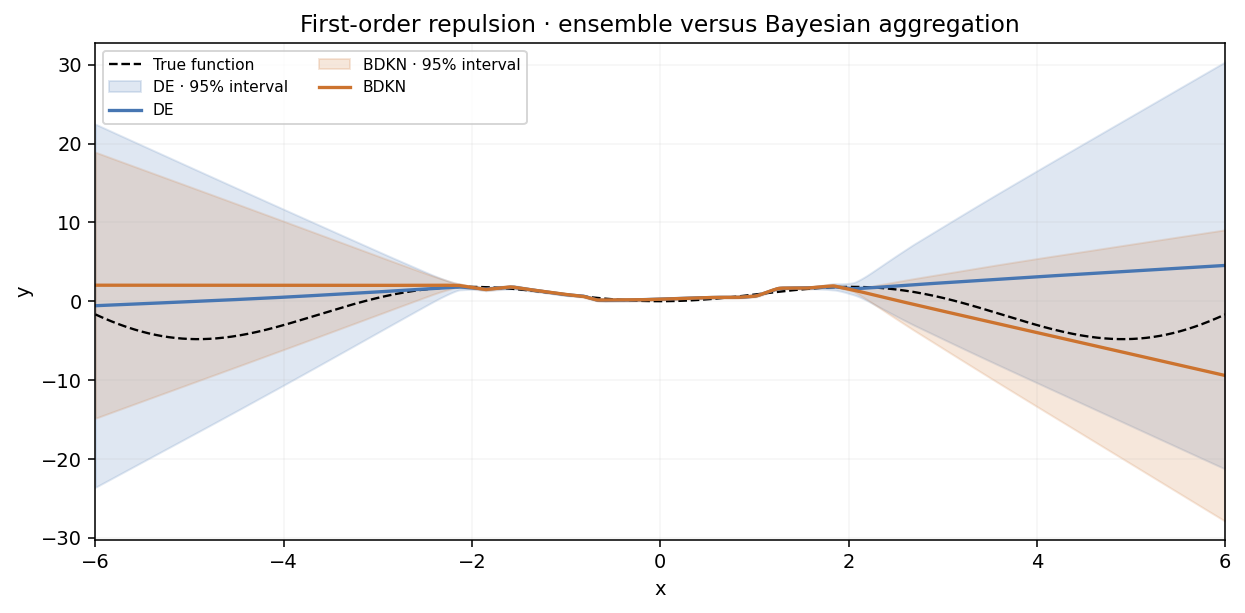 First-order repulsion · ensemble versus Bayesian aggregation
True function
DE · 95% interval
DE
BDKN · 95% interval
BDKN
30
20
10
0
−10
−20
−30
y
−6
−4
−2
0
2
4
6
x